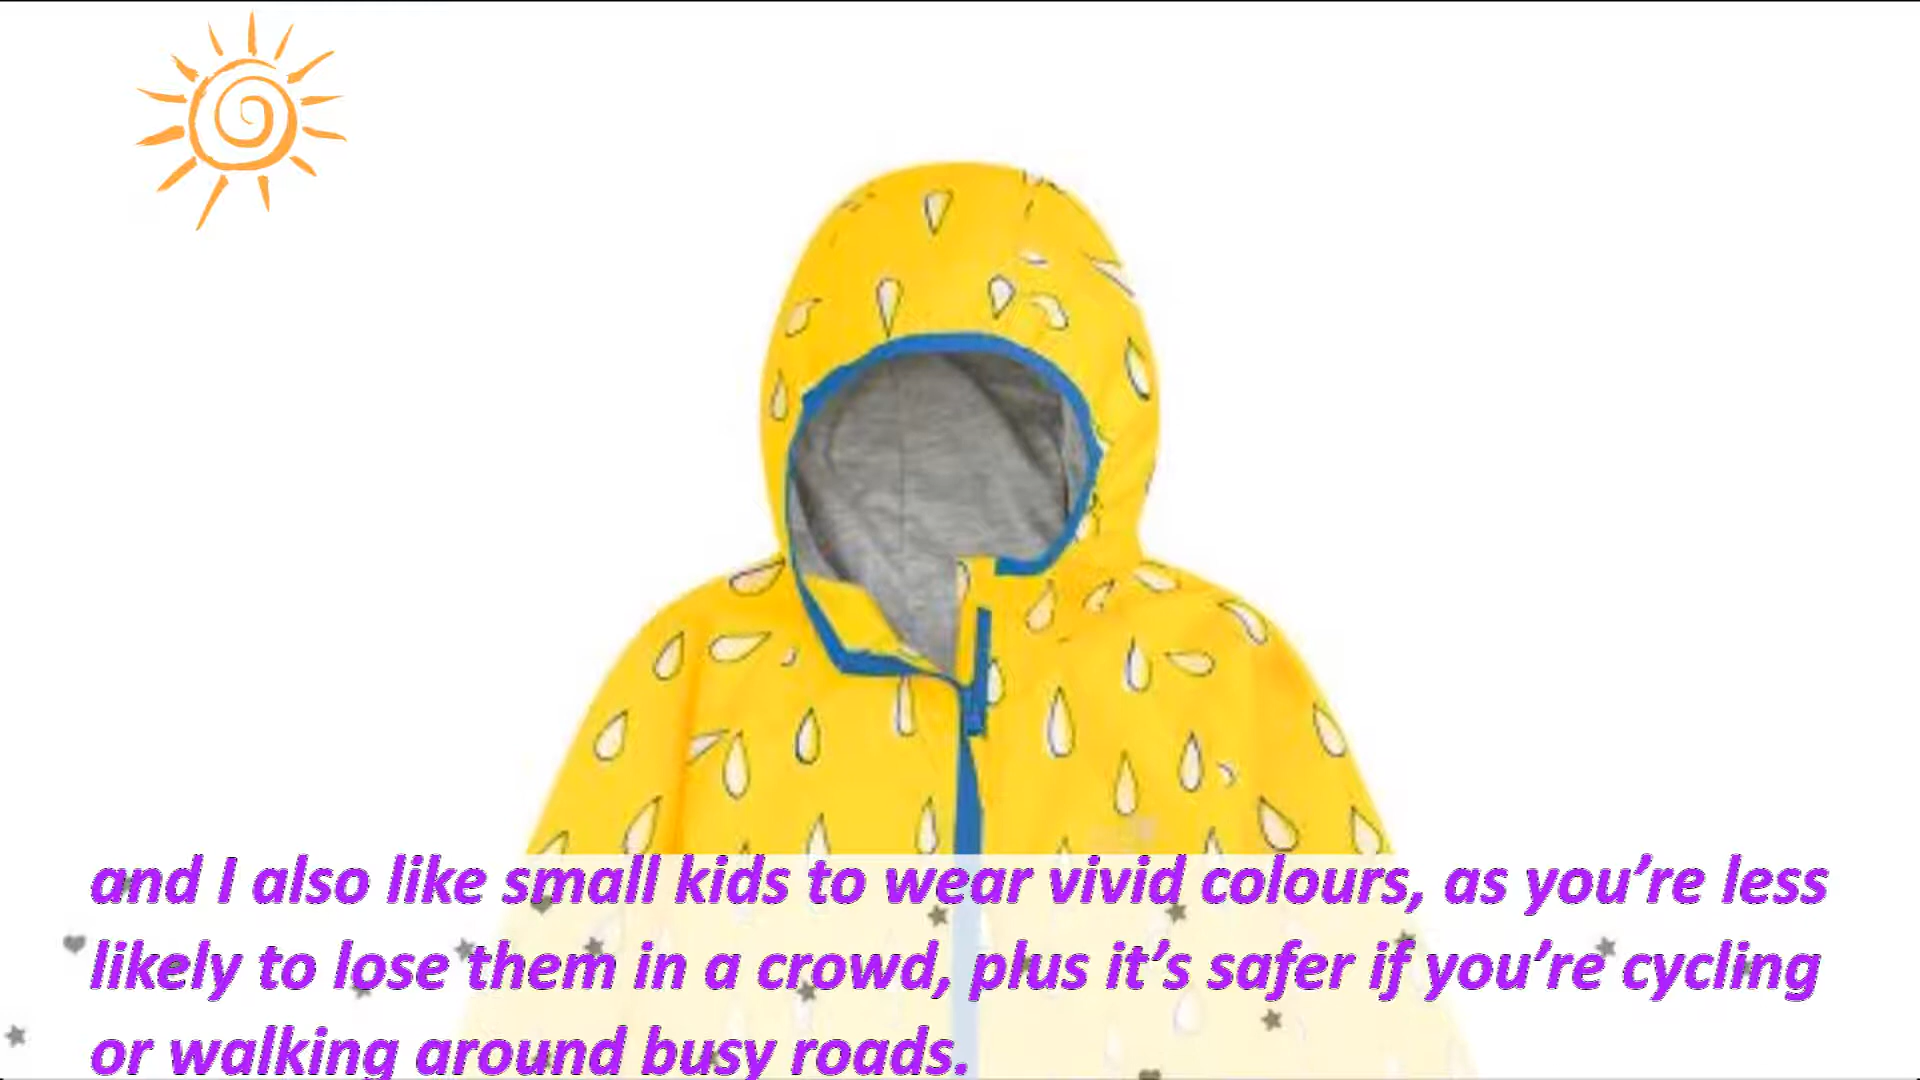 and I also like small kids to wear vivid colours, as you’re less
likely to lose them in a crowd, plus it’s safer if you’re cycling
or walking around busy roads.